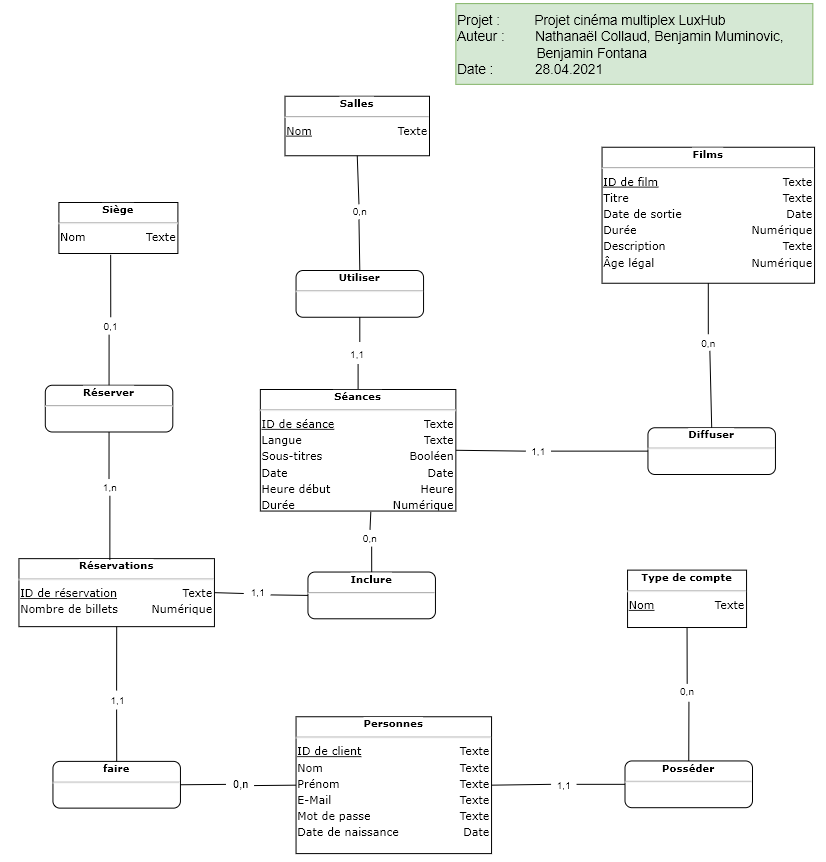 Projet : Projet cinéma multiplex LuxHub
Auteur : Nathanaël Collaud, Benjamin Muminovic,
Benjamin Fontana
Date : 28.04.2021
Salles
Nom Texte
0,n
Utiliser
1,1
Films
ID de film Texte
Titre Texte
Date de sortie Date
Durée Numérique
Description Texte
Âge légal Numérique
0,n
Diffuser
1,1
Siège
Nom Texte
0,1
Réserver
1,n
Séances
ID de séance Texte
Langue Texte
Sous-titres Booléen
Date Date
Heure début Heure
Durée Numérique
0,n
Inclure
1,1
Réservations
ID de réservation Texte
Nombre de billets Numérique
1,1
faire
0,n
Personnes
ID de client Texte
Nom Texte
Prénom Texte
E-Mail Texte
Mot de passe Texte
Date de naissance Date
1,1
Type de compte
Nom Texte
0,n
Posséder